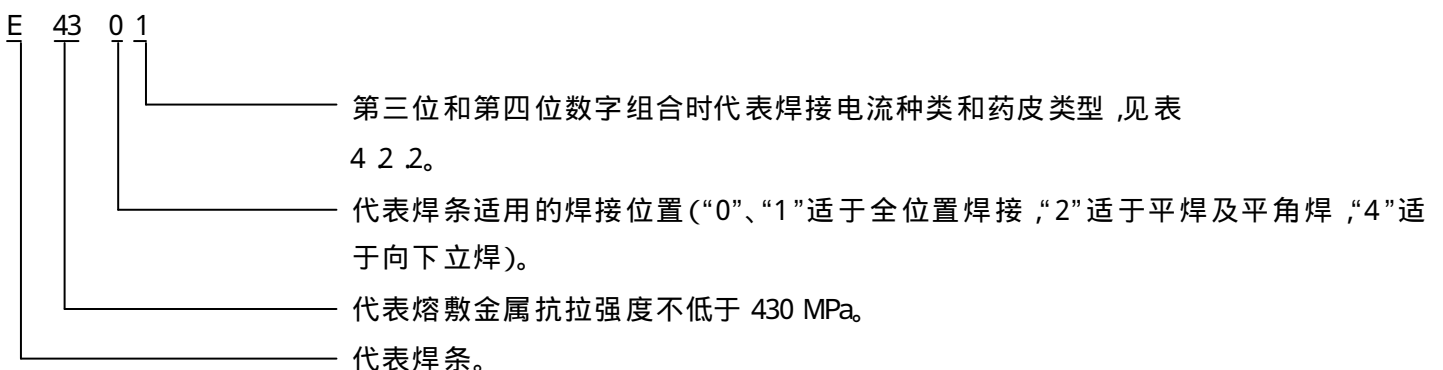 E 43 0 1
第三位和第四位数字组合时代表焊接电流种类和药皮类型 ,见表
4 2 .2。
代表焊条适用的焊接位置(“0”、“1”适于全位置焊接 ,“2”适于平焊及平角焊 ,“4”适
于向下立焊)。
代表熔敷金属抗拉强度不低于 430 MPa。
代表焊条。